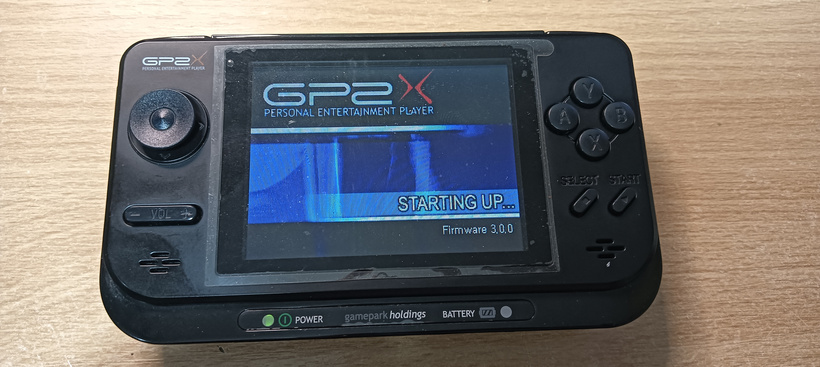 GP2X
PERSONAL ENTERTAINMENT PLAYER
GP2X
PERSONAL ENTERTAINMENT PLAYER
STARTING UP...
Firmware 3,0,0
Y
A B
X
SELECT START
- VOL +
POWER gamepark holdings BATTERY